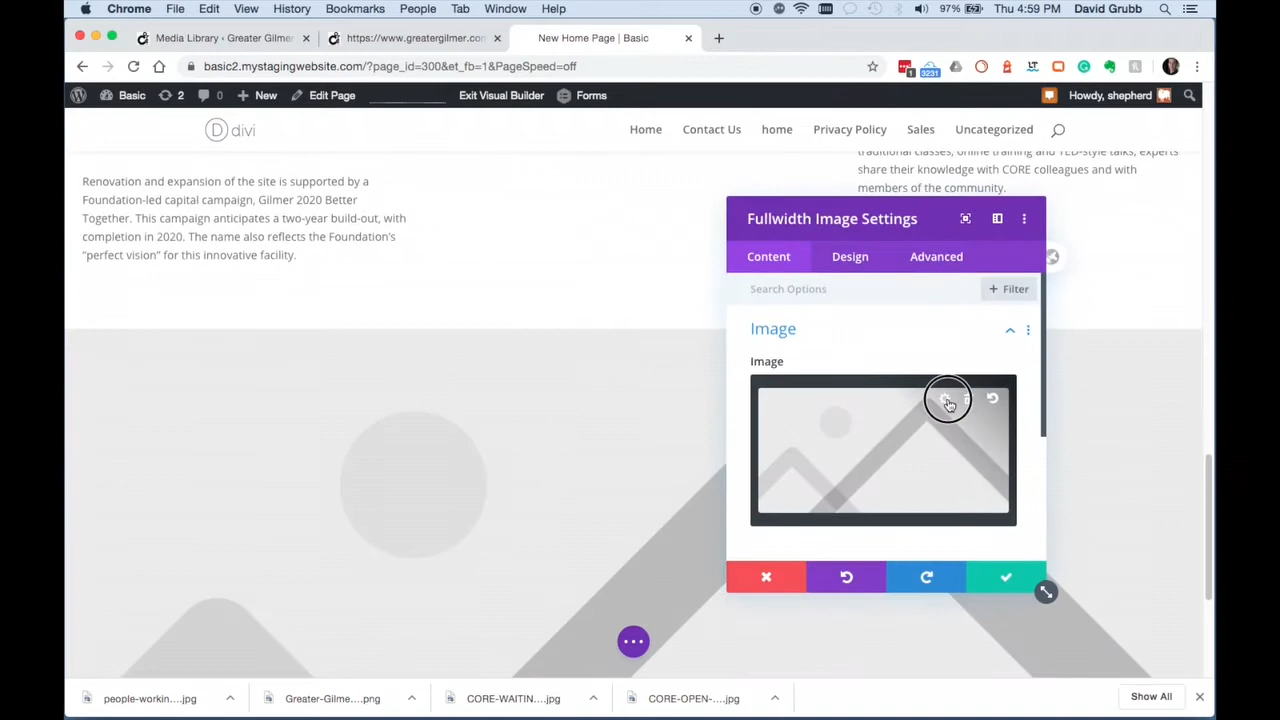 Chrome File Edit View History Bookmarks People Tab Window Help 97% Thu 4:59 PM David Grubb
Media Library ‹ Greater Gilmer × https://www.greatergilmer.con × New Home Page | Basic × +
basic2.mystagingwebsite.com/?page_id=300&et_fb=1&PageSpeed=off 1 3231 LT
Basic 2 0 + New Edit Page Exit Visual Builder Forms Howdy, shepherd
D divi Home Contact Us home Privacy Policy Sales Uncategorized
traditional classes, online training and TED-style talks, experts
share their knowledge with CORE colleagues and with
members of the community.
Renovation and expansion of the site is supported by a
Foundation-led capital campaign, Gilmer 2020 Better
Together. This campaign anticipates a two-year build-out, with
completion in 2020. The name also reflects the Foundation's
“perfect vision” for this innovative facility.
Fullwidth Image Settings
Content Design Advanced
Search Options + Filter
Image
Image
people-workin....jpg Greater-Gilme....png CORE-WAITIN....jpg CORE-OPEN-....jpg Show All ×